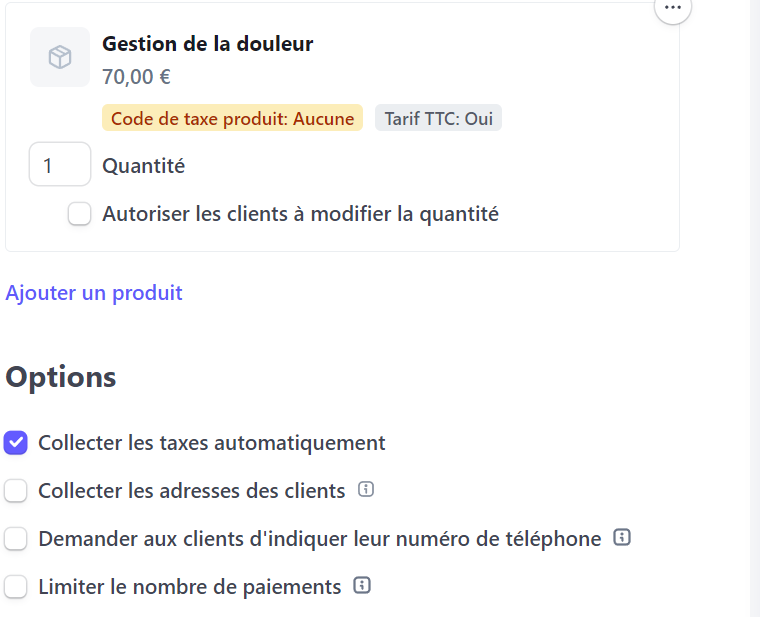 Gestion de la douleur
70,00 €
Code de taxe produit: Aucune Tarif TTC: Oui
1 Quantité
Autoriser les clients à modifier la quantité
Ajouter un produit
Options
Collecter les taxes automatiquement
Collecter les adresses des clients
Demander aux clients d'indiquer leur numéro de téléphone
Limiter le nombre de paiements